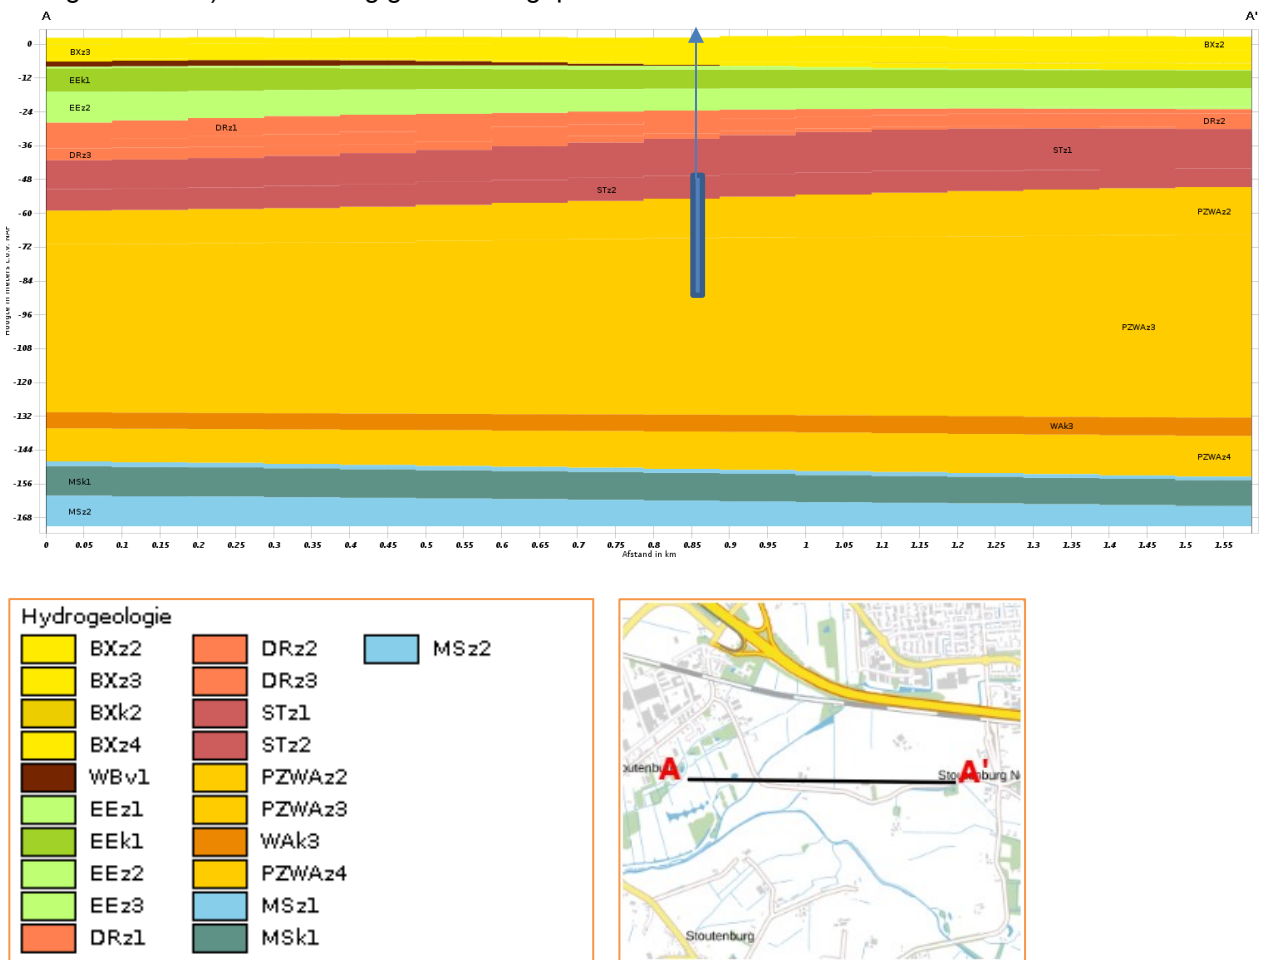 A A'
0 BXz3 BXz2
-12 EEk1
-24 EEz2
DRz1 DRz2
-36 DRz3 STz1
-48 STz2
-60 PZWAz2
-72
-84
-96 PZWAz3
-108
-120
-132 WAk3
-144 PZWAz4
-156 MSk1
-168 MSz2
0 0.05 0.1 0.15 0.2 0.25 0.3 0.35 0.4 0.45 0.5 0.55 0.6 0.65 0.7 0.75 0.8 0.85 0.9 0.95 1 1.05 1.1 1.15 1.2 1.25 1.3 1.35 1.4 1.45 1.5 1.55
Afstand in km
Hydrogeologie
BXz2 DRz2 MSz2
BXz3 DRz3
BXk2 STz1
BXz4 STz2
WBv1 PZWAz2
EEz1 PZWAz3
EEk1 WAk3
EEz2 PZWAz4
EEz3 MSz1
DRz1 MSk1
A A'
Stoutenburg